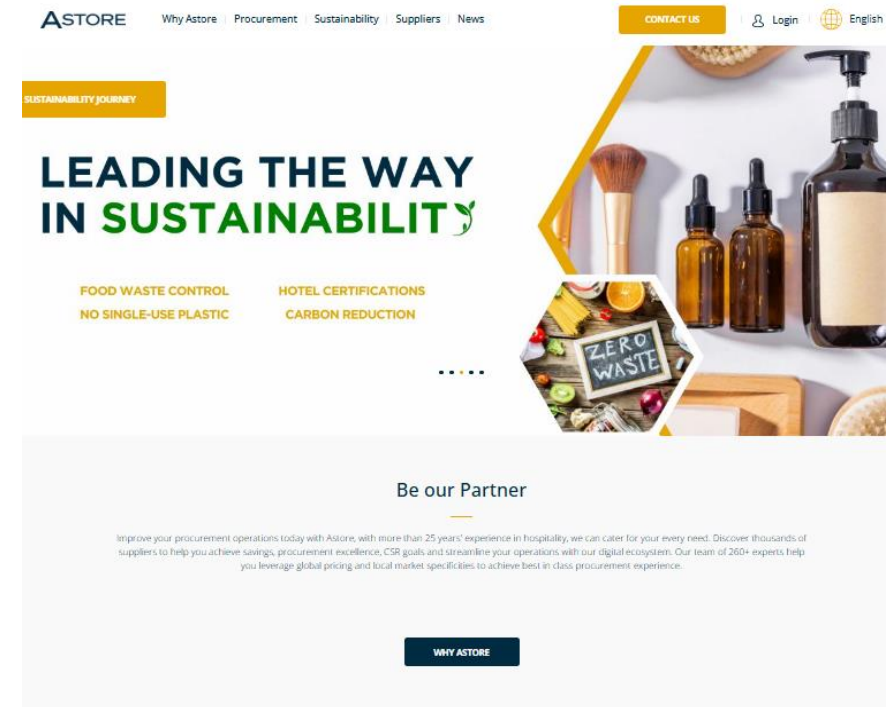 ASTORE
Why Astore
Procurement
Sustainability
Suppliers
News
CONTACT US
Login
English
SUSTAINABILITY JOURNEY
LEADING THE WAY
IN SUSTAINABILITY
FOOD WASTE CONTROL
HOTEL CERTIFICATIONS
NO SINGLE-USE PLASTIC
CARBON REDUCTION
ZERO
WASTE
Be our Partner
Improve your procurement operations today with Astore, with more than 25 years' experience in hospitality, we can cater for your every need. Discover thousands of
suppliers to help you achieve savings, procurement excellence, CSR goals and streamline your operations with our digital ecosystem. Our team of 260+ experts help
you leverage global pricing and local market specificities to achieve best in class procurement experience.
WHY ASTORE